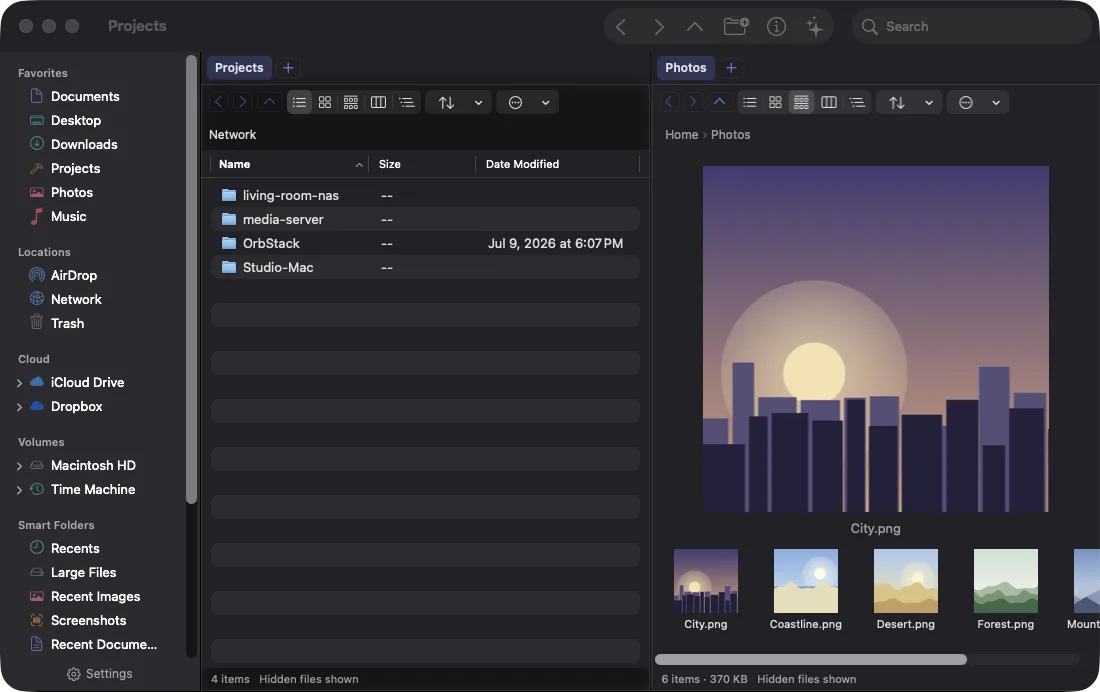 Projects
Search
Favorites
Documents
Desktop
Downloads
Projects
Photos
Music
Locations
AirDrop
Network
Trash
Cloud
iCloud Drive
Dropbox
Volumes
Macintosh HD
Time Machine
Smart Folders
Recents
Large Files
Recent Images
Screenshots
Recent Docume...
Settings
Projects
Network
Name Size Date Modified
living-room-nas --
media-server --
OrbStack -- Jul 9, 2026 at 6:07 PM
Studio-Mac --
4 items Hidden files shown
Photos
Home › Photos
City.png
City.png Coastline.png Desert.png Forest.png Mount
6 items · 370 KB Hidden files shown